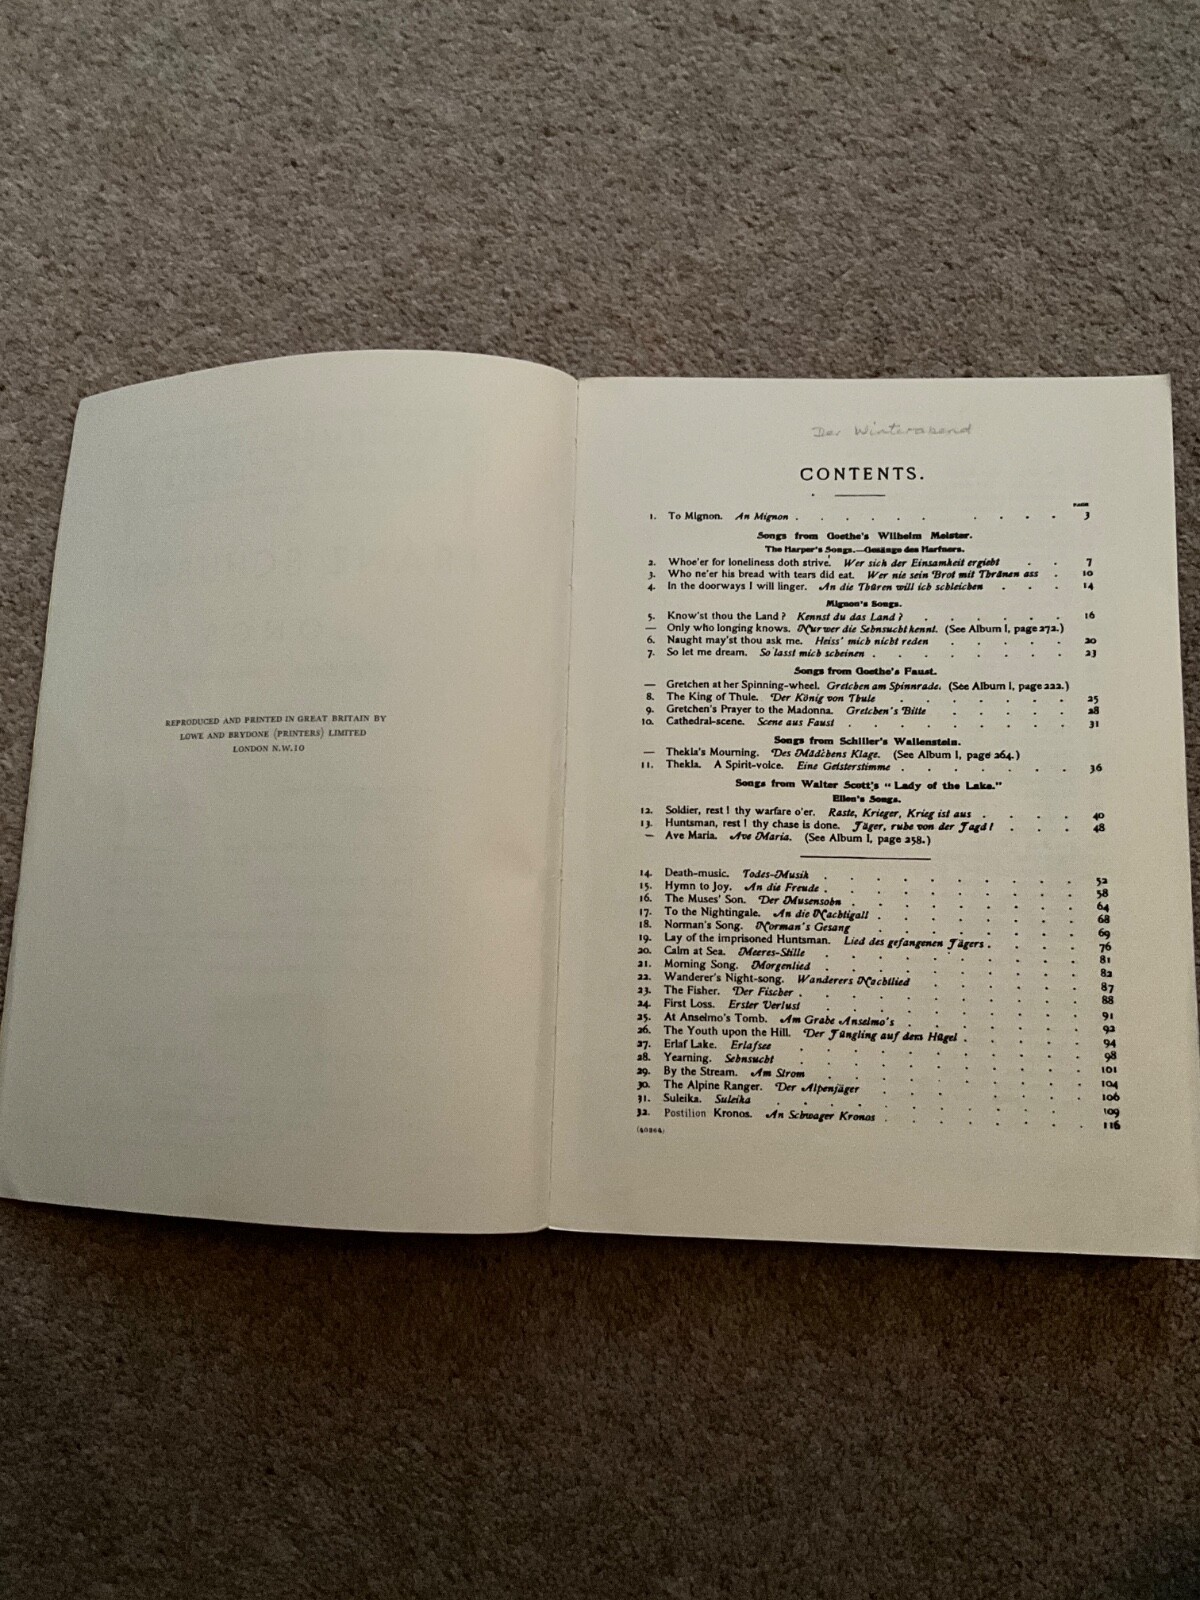 REPRODUCED AND PRINTED IN GREAT BRITAIN BY
LOWE AND BRYDONE (PRINTERS) LIMITED
LONDON N.W.10
Der Winterabend
CONTENTS.
PAGE
1. To Mignon. An Mignon . . . . . . . . . 3
Songs from Goethe's Wilhelm Meister.
The Harper's Songs.—Gesänge des Harfners.
2. Whoe'er for loneliness doth strive. Wer sich der Einsamkeit ergiebt . . 7
3. Who ne'er his bread with tears did eat. Wer nie sein Brot mit Thränen ass . 10
4. In the doorways I will linger. An die Thüren will ich schleichen . . . 14
Mignon's Songs.
5. Know'st thou the Land? Kennst du das Land? . . . . . . 16
— Only who longing knows. Nur wer die Sehnsucht kennt. (See Album I, page 272.)
6. Naught may'st thou ask me. Heiss' mich nicht reden . . . . . 20
7. So let me dream. So lasst mich scheinen . . . . . . . . 23
Songs from Goethe's Faust.
— Gretchen at her Spinning-wheel. Gretchen am Spinnrade. (See Album I, page 222.)
8. The King of Thule. Der König von Thule . . . . . . 25
9. Gretchen's Prayer to the Madonna. Gretchen's Bitte . . . . . 28
10. Cathedral-scene. Scene aus Faust . . . . . . . . 31
Songs from Schiller's Wallenstein.
— Thekla's Mourning. Des Mädchens Klage. (See Album I, page 264.)
11. Thekla. A Spirit-voice. Eine Geisterstimme . . . . . . . 36
Songs from Walter Scott's "Lady of the Lake."
Ellen's Songs.
12. Soldier, rest! thy warfare o'er. Raste, Krieger, Krieg ist aus . . . . 40
13. Huntsman, rest! thy chase is done. Jäger, ruhe von der Jagd! . . . 48
— Ave Maria. Ave Maria. (See Album I, page 258.)
14. Death-music. Todes-Musik . . . . . . . . 52
15. Hymn to Joy. An die Freude . . . . . . . . 58
16. The Muses' Son. Der Musensohn . . . . . . . . 64
17. To the Nightingale. An die Nachtigall . . . . . . . 68
18. Norman's Song. Norman's Gesang . . . . . . . 69
19. Lay of the imprisoned Huntsman. Lied des gefangenen Jägers . . . . 76
20. Calm at Sea. Meeres-Stille . . . . . . . . 81
21. Morning Song. Morgenlied . . . . . . . . 82
22. Wanderer's Night-song. Wanderers Nachtlied . . . . . . 87
23. The Fisher. Der Fischer . . . . . . . . 88
24. First Loss. Erster Verlust . . . . . . . . 91
25. At Anselmo's Tomb. Am Grabe Anselmo's . . . . . . 92
26. The Youth upon the Hill. Der Jüngling auf dem Hügel . . . . 94
27. Erlaf Lake. Erlafsee . . . . . . . . 98
28. Yearning. Sehnsucht . . . . . . . . 101
29. By the Stream. Am Strom . . . . . . . . 104
30. The Alpine Ranger. Der Alpenjäger . . . . . . 106
31. Suleika. Suleika . . . . . . . . 109
32. Postilion Kronos. An Schwager Kronos . . . . . . . 116
(40264)